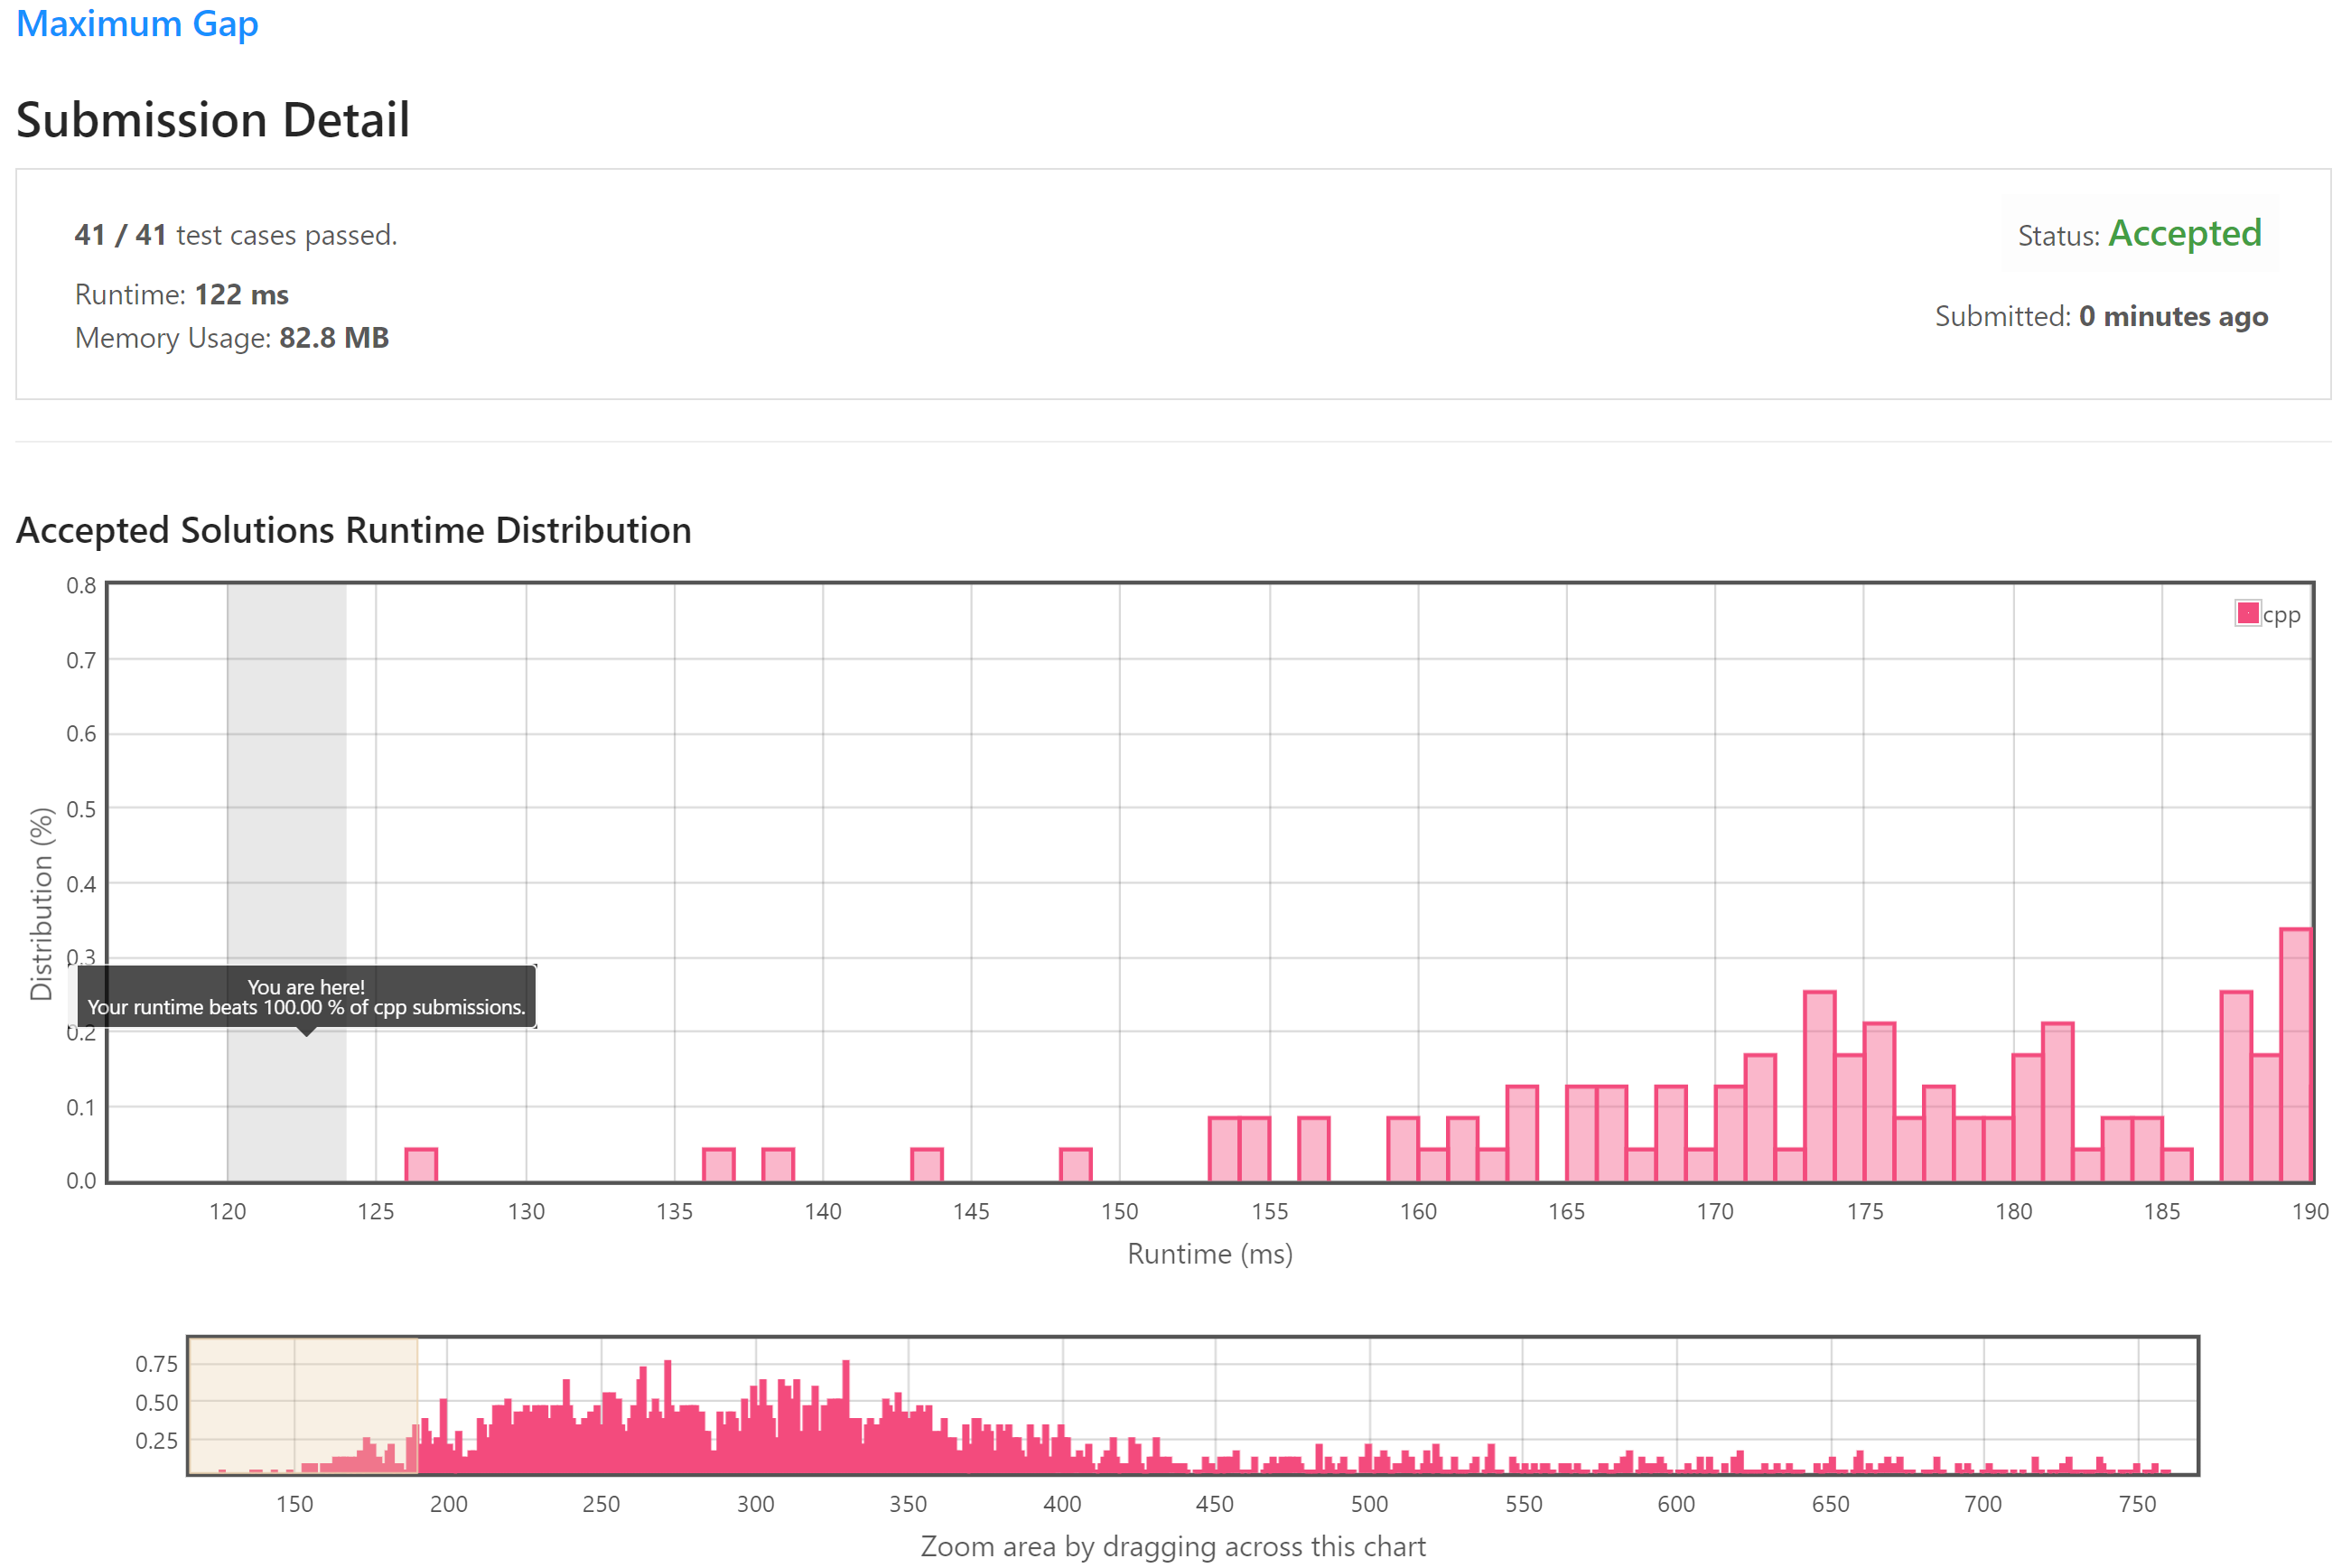 Maximum Gap
Submission Detail
41 / 41 test cases passed.
Status: Accepted
Runtime: 122 ms
Memory Usage: 82.8 MB
Submitted: 0 minutes ago
Accepted Solutions Runtime Distribution
0.8
0.7
0.6
0.5
0.4
0.3
0.2
0.1
0.0
Distribution (%)
cpp
You are here!
Your runtime beats 100.00 % of cpp submissions.
120 125 130 135 140 145 150 155 160 165 170 175 180 185 190
Runtime (ms)
0.75
0.50
0.25
150 200 250 300 350 400 450 500 550 600 650 700 750
Zoom area by dragging across this chart